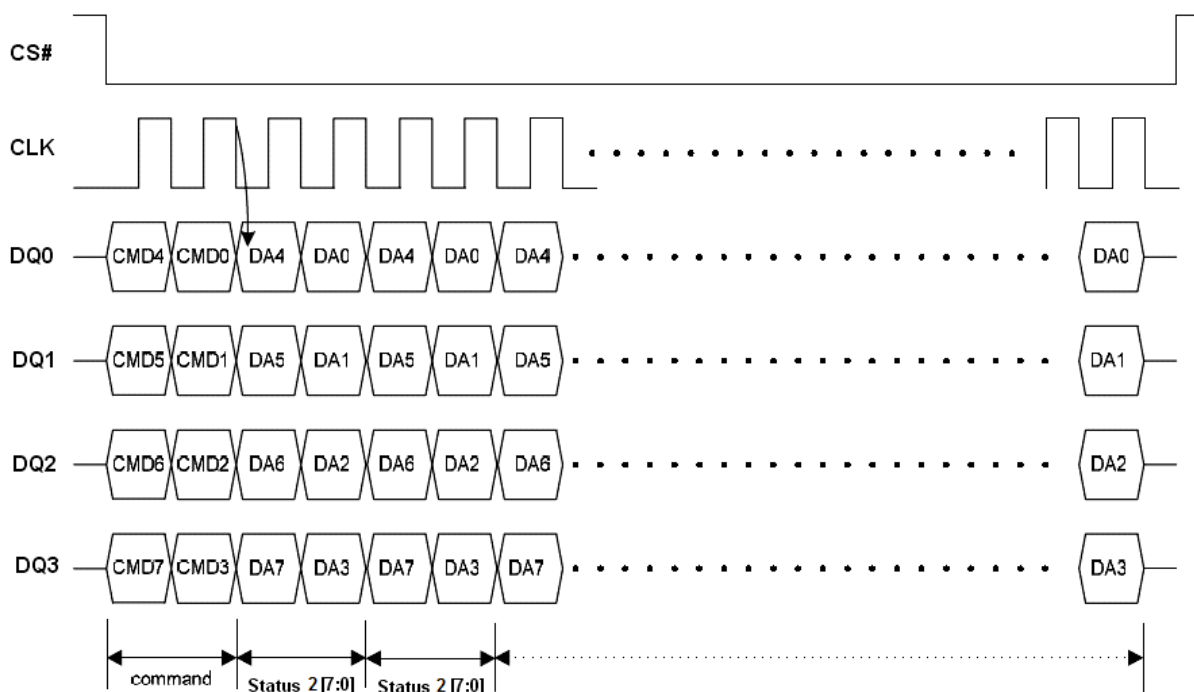 CS#
CLK
DQ0 CMD4 CMD0 DA4 DA0 DA4 DA0 DA4 DA0
DQ1 CMD5 CMD1 DA5 DA1 DA5 DA1 DA5 DA1
DQ2 CMD6 CMD2 DA6 DA2 DA6 DA2 DA6 DA2
DQ3 CMD7 CMD3 DA7 DA3 DA7 DA3 DA7 DA3
command Status 2 [7:0] Status 2 [7:0]